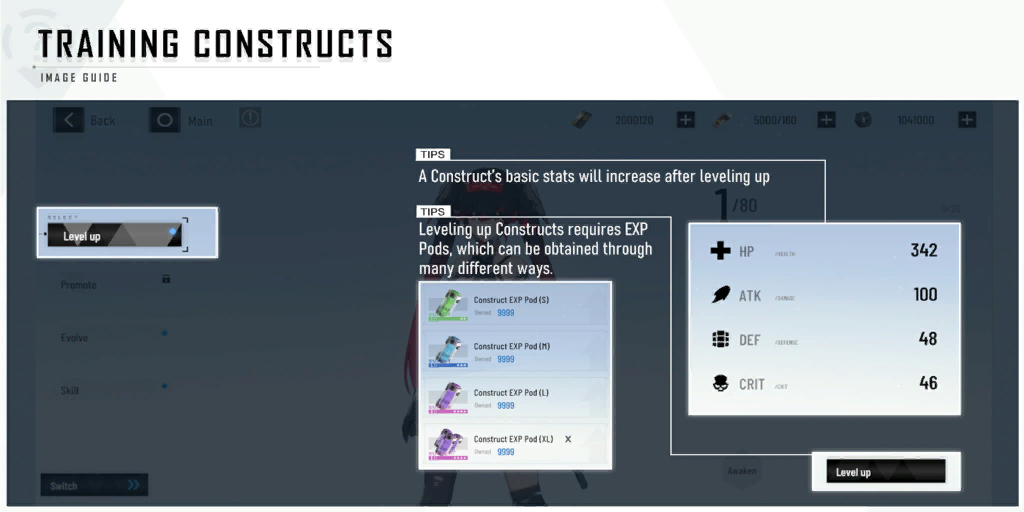 TRAINING CONSTRUCTS
IMAGE GUIDE
Back
Main
2000120
5000/160
1041000
TIPS
A Construct's basic stats will increase after leveling up
1/80
SELECT
Level up
TIPS
Leveling up Constructs requires EXP
Pods, which can be obtained through
many different ways.
HP /HEALTH 342
ATK /DAMAGE 100
DEF /DEFENSE 48
CRIT /CRIT 46
Promote
Evolve
Skill
Construct EXP Pod (S)
Owned 9999
Construct EXP Pod (M)
Owned 9999
Construct EXP Pod (L)
Owned 9999
Construct EXP Pod (XL) X
Owned 9999
Switch
Awaken
Level up